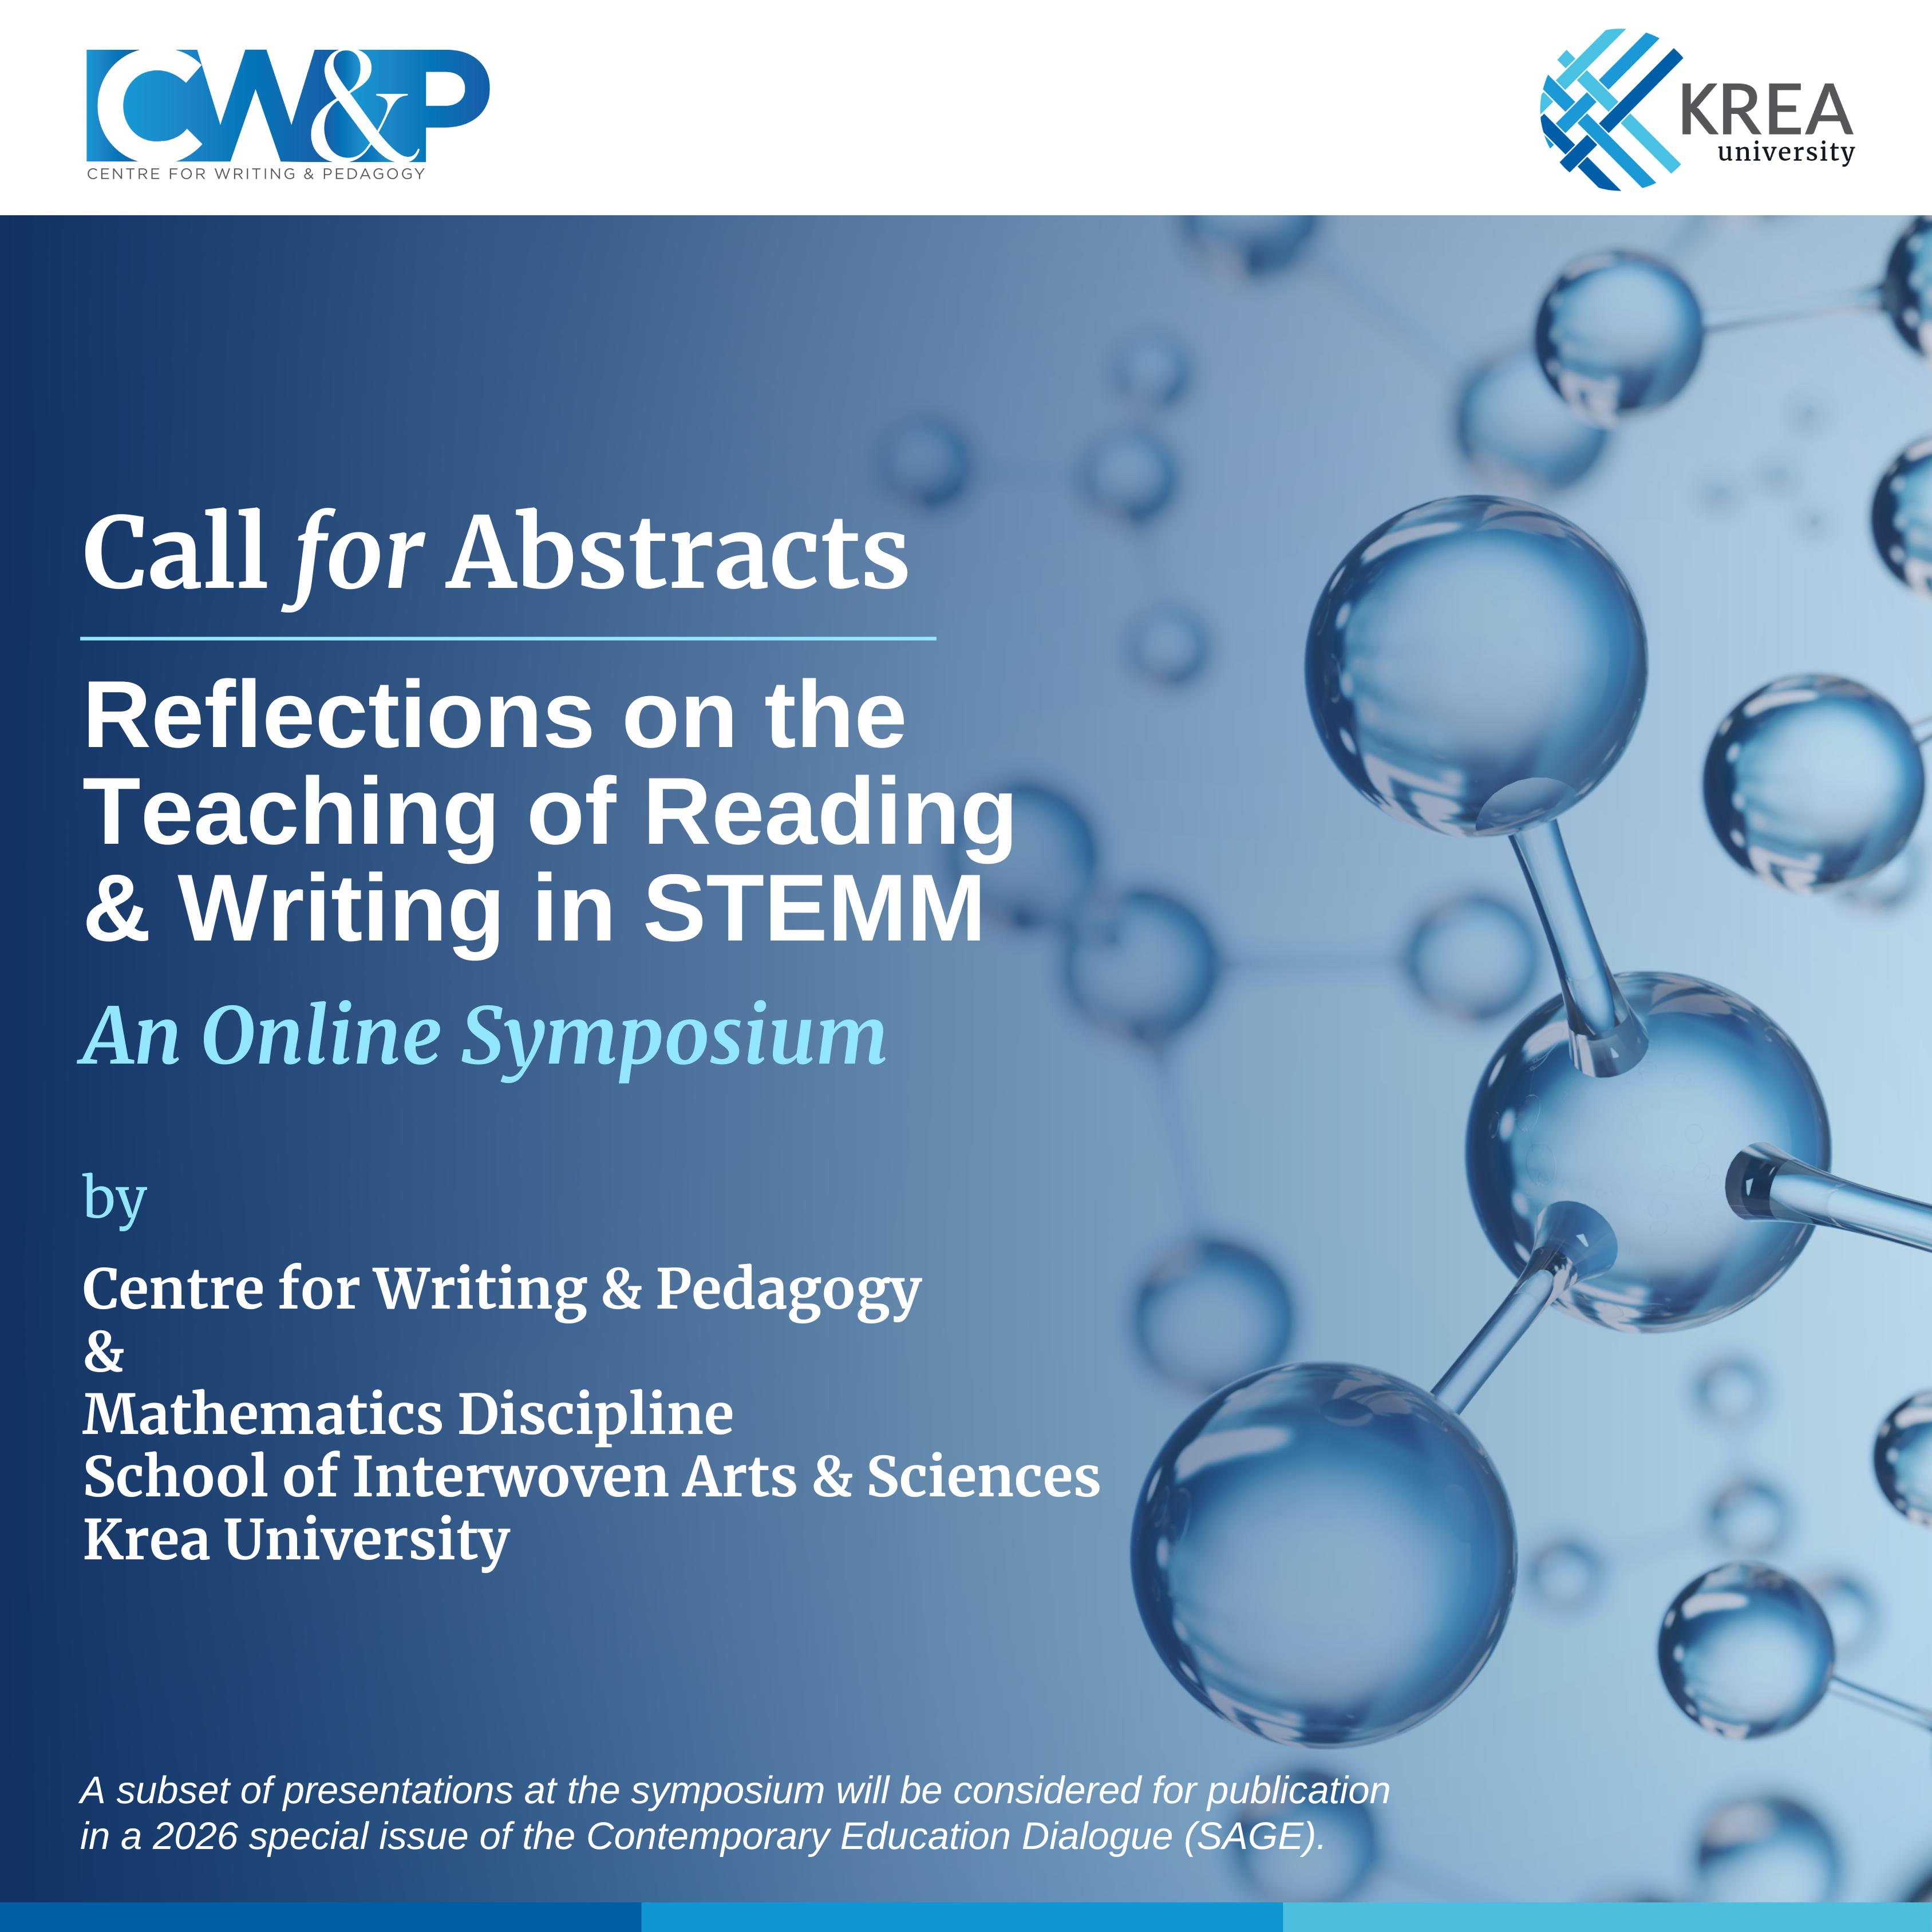 CW&P
CENTRE FOR WRITING & PEDAGOGY
KREA
university
Call for Abstracts
Reflections on the
Teaching of Reading
& Writing in STEMM
An Online Symposium
by
Centre for Writing & Pedagogy
&
Mathematics Discipline
School of Interwoven Arts & Sciences
Krea University
A subset of presentations at the symposium will be considered for publication
in a 2026 special issue of the Contemporary Education Dialogue (SAGE).